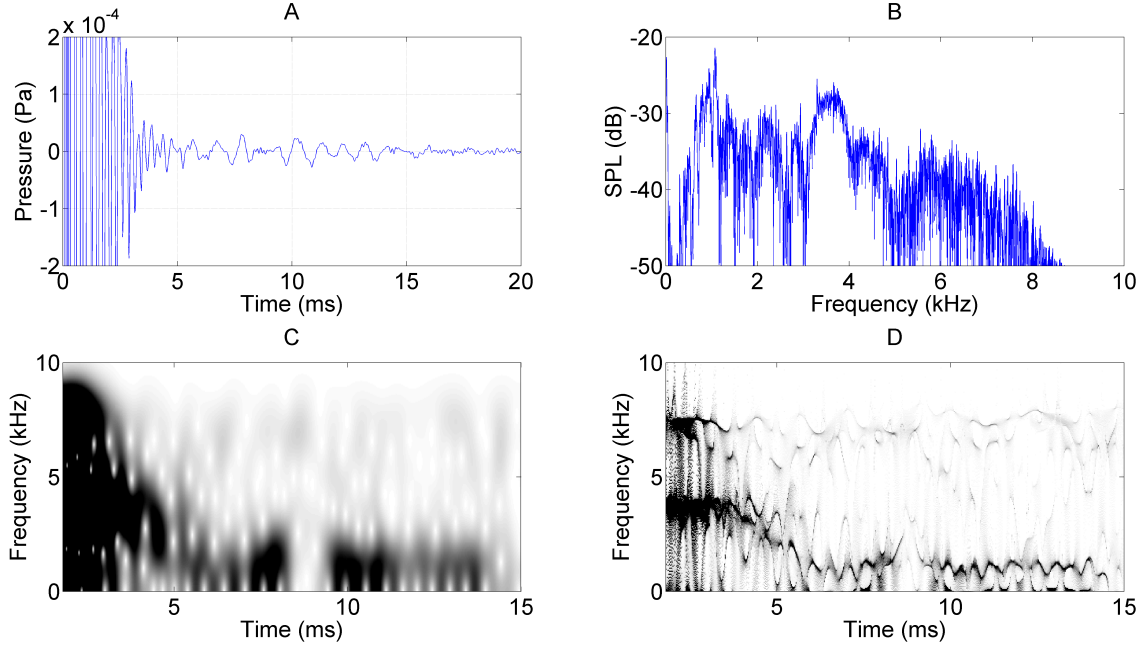 A
x 10⁻⁴
2
1
0
-1
-2
Pressure (Pa)
0
5
10
15
20
Time (ms)
B
-20
-30
-40
-50
SPL (dB)
0
2
4
6
8
10
Frequency (kHz)
C
10
5
0
Frequency (kHz)
5
10
15
Time (ms)
D
10
5
0
Frequency (kHz)
5
10
15
Time (ms)